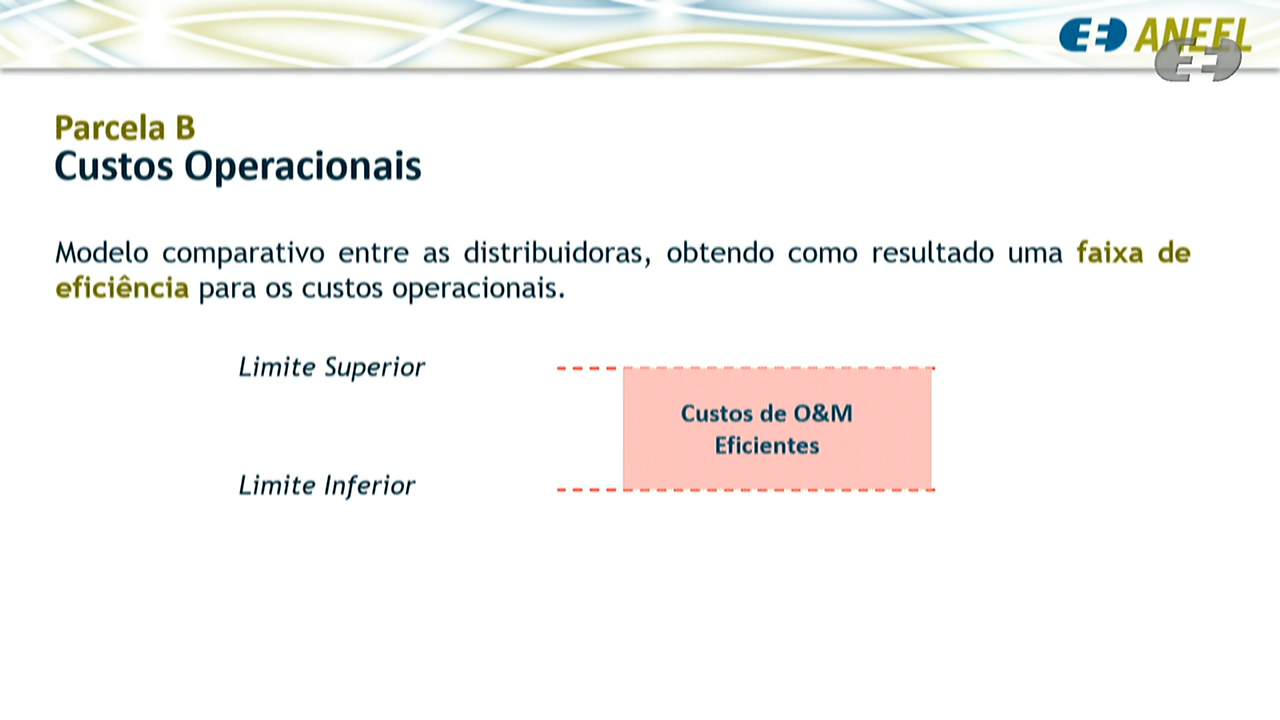 ANEEL
Parcela B
Custos Operacionais
Modelo comparativo entre as distribuidoras, obtendo como resultado uma faixa de
eficiência para os custos operacionais.
Limite Superior
Custos de O&M
Eficientes
Limite Inferior